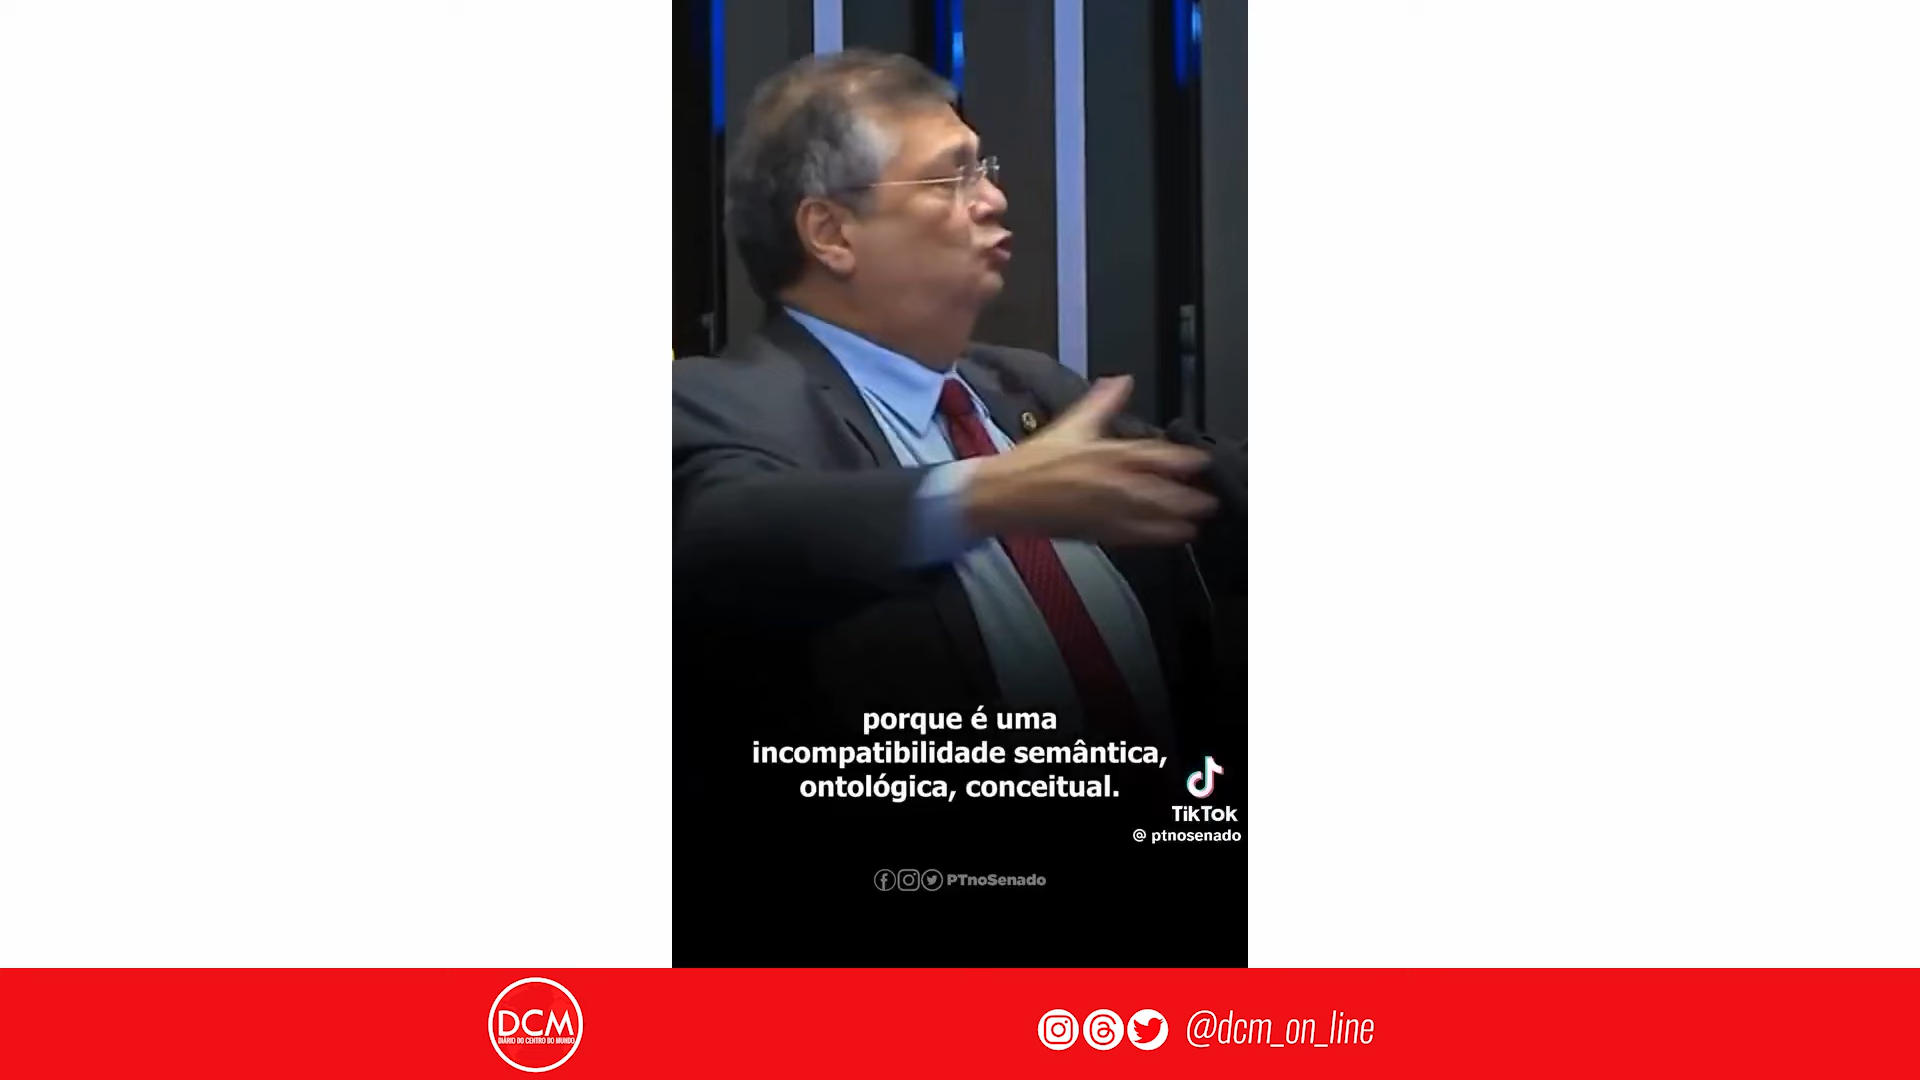 porque é uma
incompatibilidade semântica,
ontológica, conceitual.
TikTok
@ ptnosenado
PTnoSenado
DCM
DIÁRIO DO CENTRO DO MUNDO
@dcm_on_line